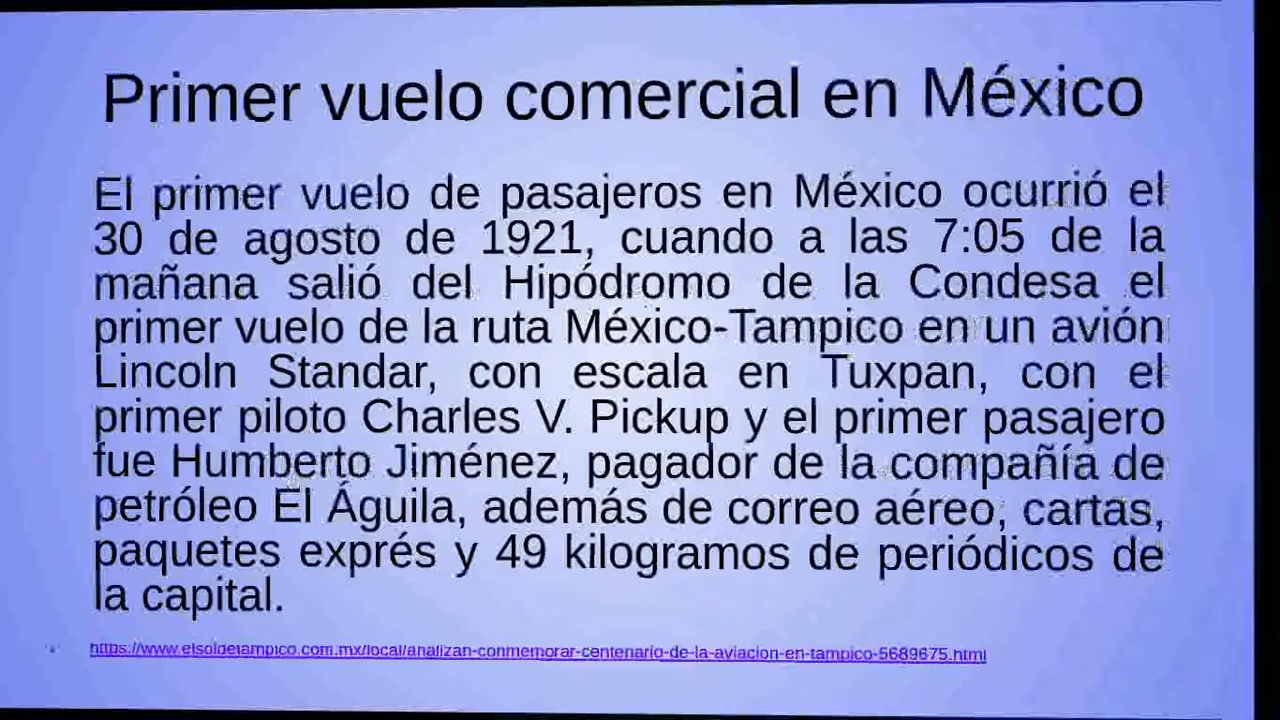 Primer vuelo comercial en México
El primer vuelo de pasajeros en México ocurrió el
30 de agosto de 1921, cuando a las 7:05 de la
mañana salió del Hipódromo de la Condesa el
primer vuelo de la ruta México-Tampico en un avión
Lincoln Standar, con escala en Tuxpan, con el
primer piloto Charles V. Pickup y el primer pasajero
fue Humberto Jiménez, pagador de la compañía de
petróleo El Águila, además de correo aéreo, cartas,
paquetes exprés y 49 kilogramos de periódicos de
la capital.
https://www.elsoldetampico.com.mx/local/analizan-conmemorar-centenario-de-la-aviacion-en-tampico-5689675.html